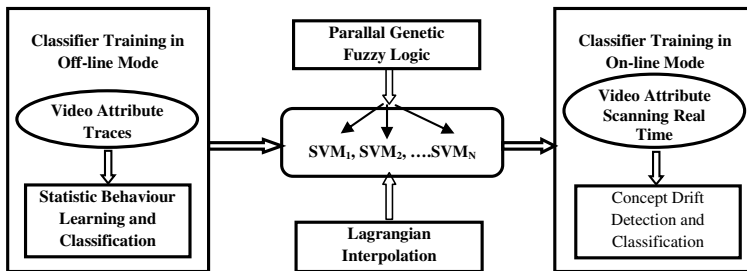 Classifier Training in
Off-line Mode
Video Attribute
Traces
Statistic Behaviour
Learning and
Classification
Parallal Genetic
Fuzzy Logic
SVM1, SVM2, ….SVMN
Lagrangian
Interpolation
Classifier Training in
On-line Mode
Video Attribute
Scanning Real
Time
Concept Drift
Detection and
Classification